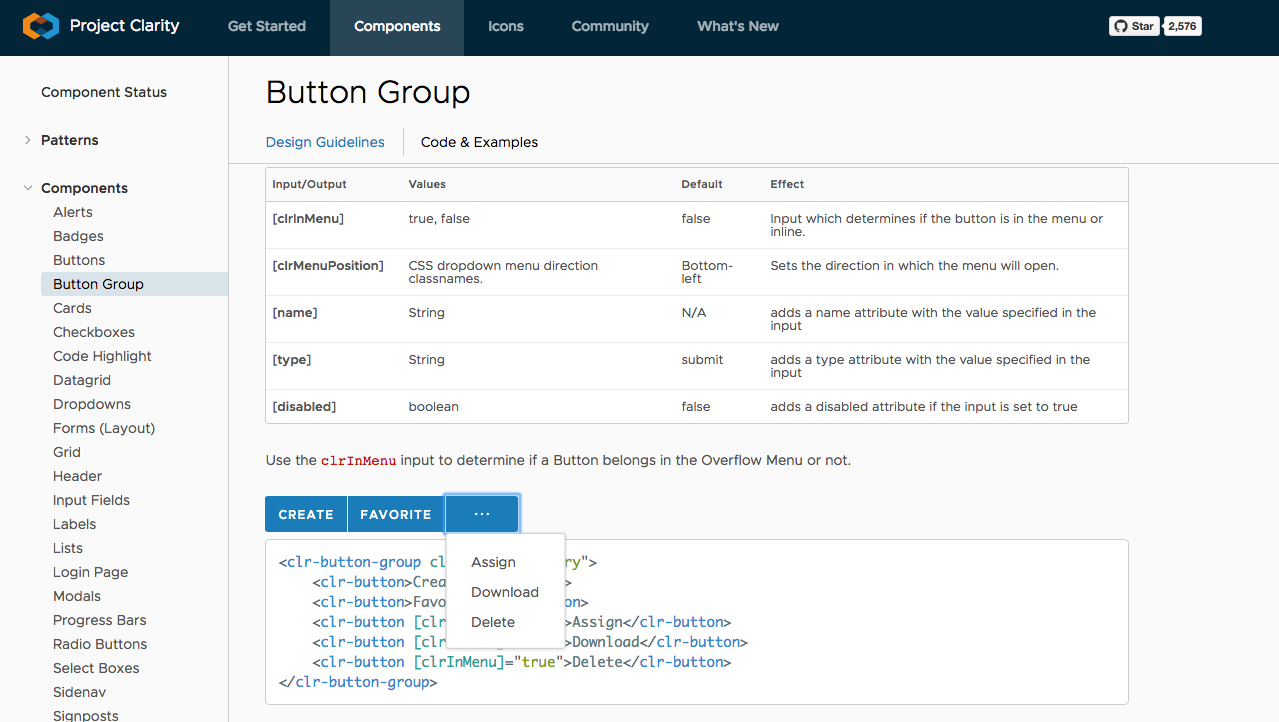 Project Clarity
Get Started
Components
Icons
Community
What's New
Star
2,576
Component Status
Patterns
Components
Alerts
Badges
Buttons
Button Group
Cards
Checkboxes
Code Highlight
Datagrid
Dropdowns
Forms (Layout)
Grid
Header
Input Fields
Labels
Lists
Login Page
Modals
Progress Bars
Radio Buttons
Select Boxes
Sidenav
Signposts
Button Group
Design Guidelines
Code & Examples
Input/Output Values Default Effect
[clrInMenu] true, false false Input which determines if the button is in the menu or
inline.
[clrMenuPosition] CSS dropdown menu direction Bottom- Sets the direction in which the menu will open.
classnames. left
[name] String N/A adds a name attribute with the value specified in the
input
[type] String submit adds a type attribute with the value specified in the
input
[disabled] boolean false adds a disabled attribute if the input is set to true
Use the clrInMenu input to determine if a Button belongs in the Overflow Menu or not.
CREATE
FAVORITE
...
Assign
Download
Delete
<clr-button-group cl ry">
<clr-button>Crea >
<clr-button>Favo on>
<clr-button [clr >Assign</clr-button>
<clr-button [clr >Download</clr-button>
<clr-button [clrInMenu]="true">Delete</clr-button>
</clr-button-group>